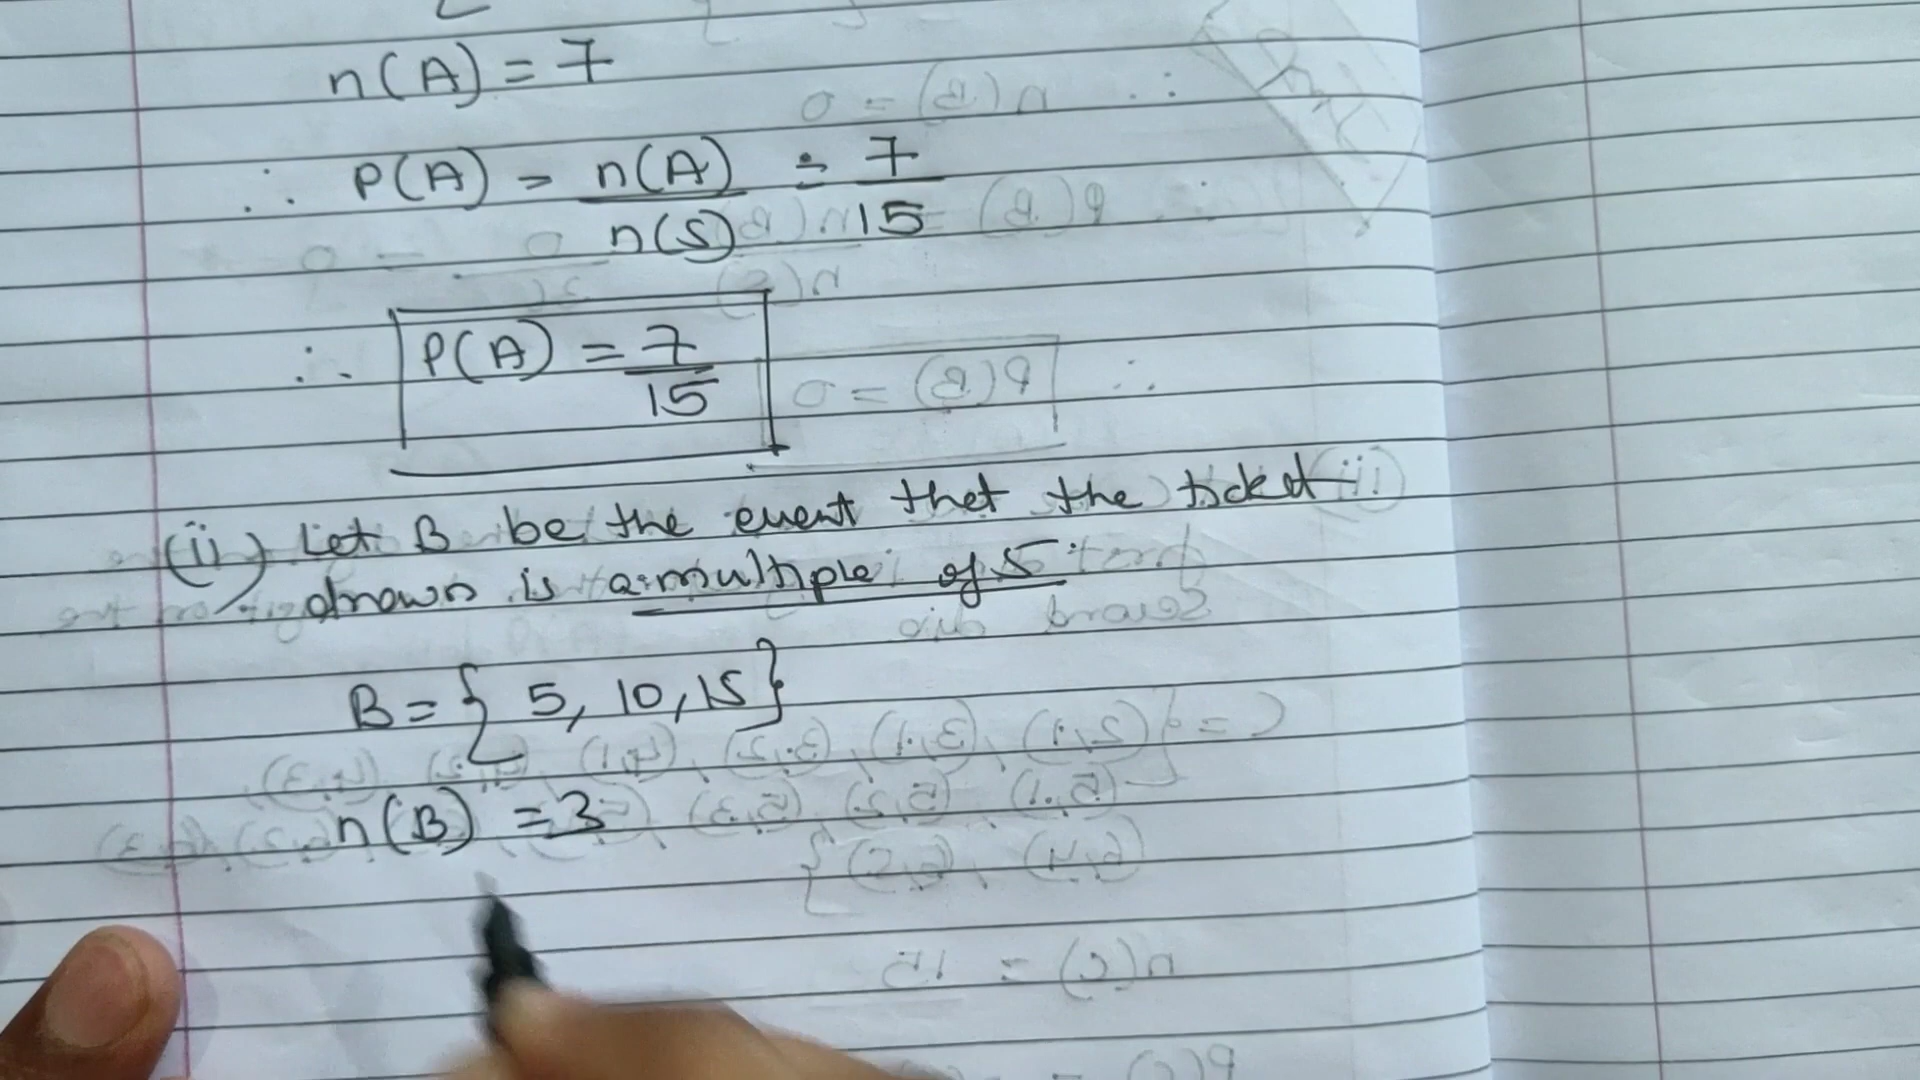 n(A) = 7
∴ P(A) = n(A)/n(S) = 7/15
∴ P(A) = 7/15
(ii) Let B be the event thet the ticket
drawn is a multiple of 5.
B = { 5, 10, 15}
n(B) = 3